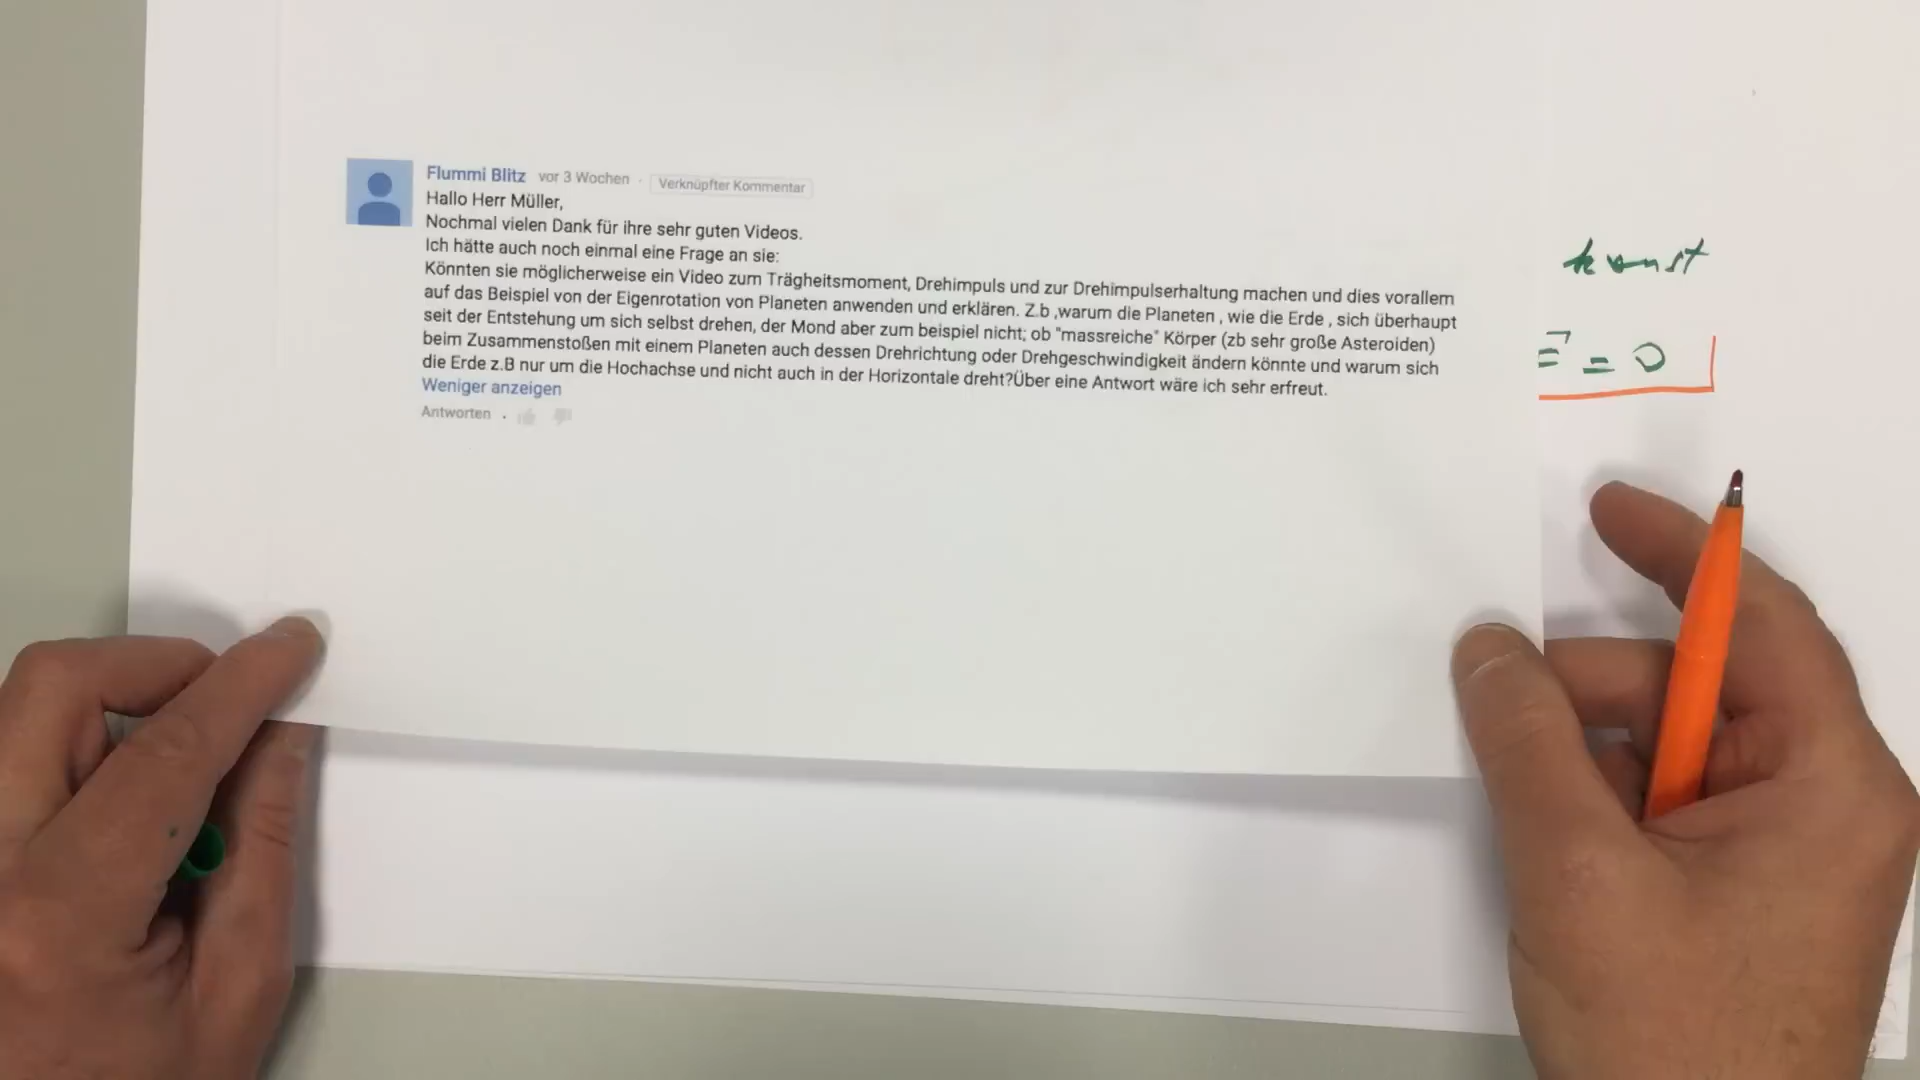 Flummi Blitz vor 3 Wochen · Verknüpfter Kommentar
Hallo Herr Müller,
Nochmal vielen Dank für ihre sehr guten Videos.
Ich hätte auch noch einmal eine Frage an sie:
Könnten sie möglicherweise ein Video zum Trägheitsmoment, Drehimpuls und zur Drehimpulserhaltung machen und dies vorallem
auf das Beispiel von der Eigenrotation von Planeten anwenden und erklären. Z.b ,warum die Planeten , wie die Erde , sich überhaupt
seit der Entstehung um sich selbst drehen, der Mond aber zum beispiel nicht; ob "massreiche" Körper (zb sehr große Asteroiden)
beim Zusammenstoßen mit einem Planeten auch dessen Drehrichtung oder Drehgeschwindigkeit ändern könnte und warum sich
die Erde z.B nur um die Hochachse und nicht auch in der Horizontale dreht?Über eine Antwort wäre ich sehr erfreut.
Weniger anzeigen
Antworten ·
konst
= 0